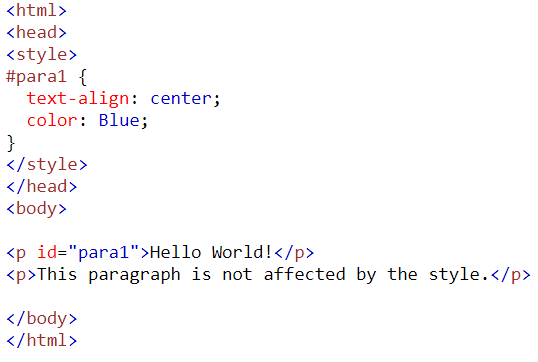 <html>
<head>
<style>
#para1 {
  text-align: center;
  color: Blue;
}
</style>
</head>
<body>

<p id="para1">Hello World!</p>
<p>This paragraph is not affected by the style.</p>

</body>
</html>